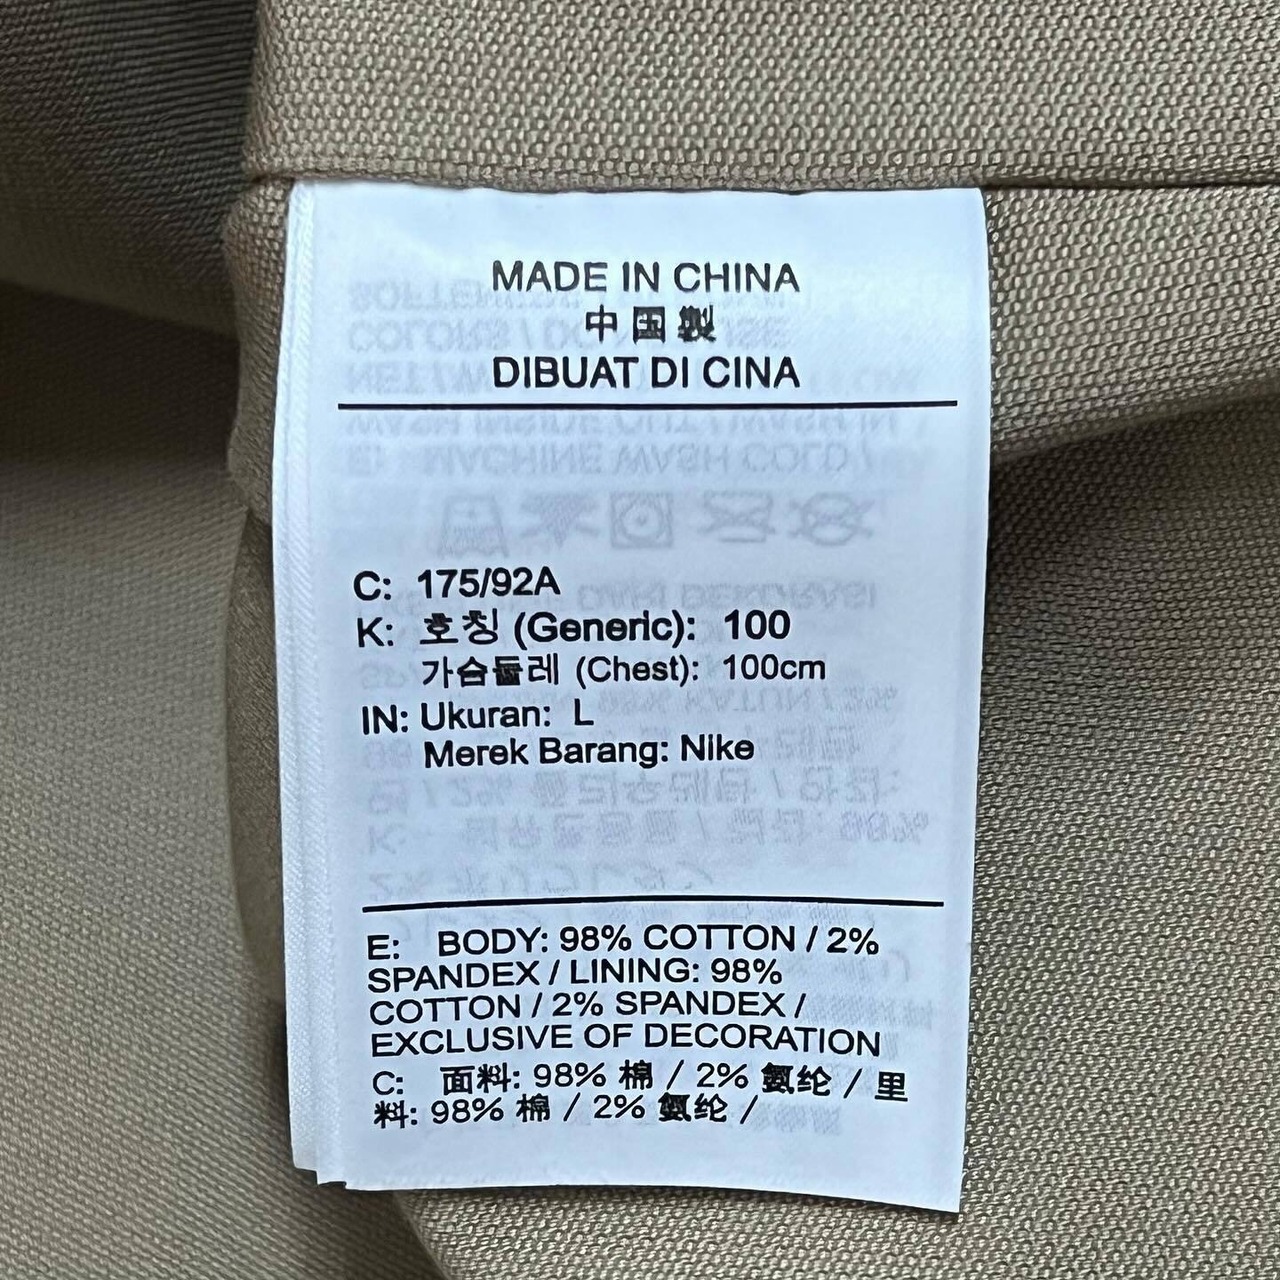 MADE IN CHINA
中国製
DIBUAT DI CINA
C: 175/92A
K: 호칭 (Generic): 100
가슴둘레 (Chest): 100cm
IN: Ukuran: L
Merek Barang: Nike
E: BODY: 98% COTTON / 2%
SPANDEX / LINING: 98%
COTTON / 2% SPANDEX /
EXCLUSIVE OF DECORATION
C: 面料: 98% 棉 / 2% 氨纶 / 里
料: 98% 棉 / 2% 氨纶 /